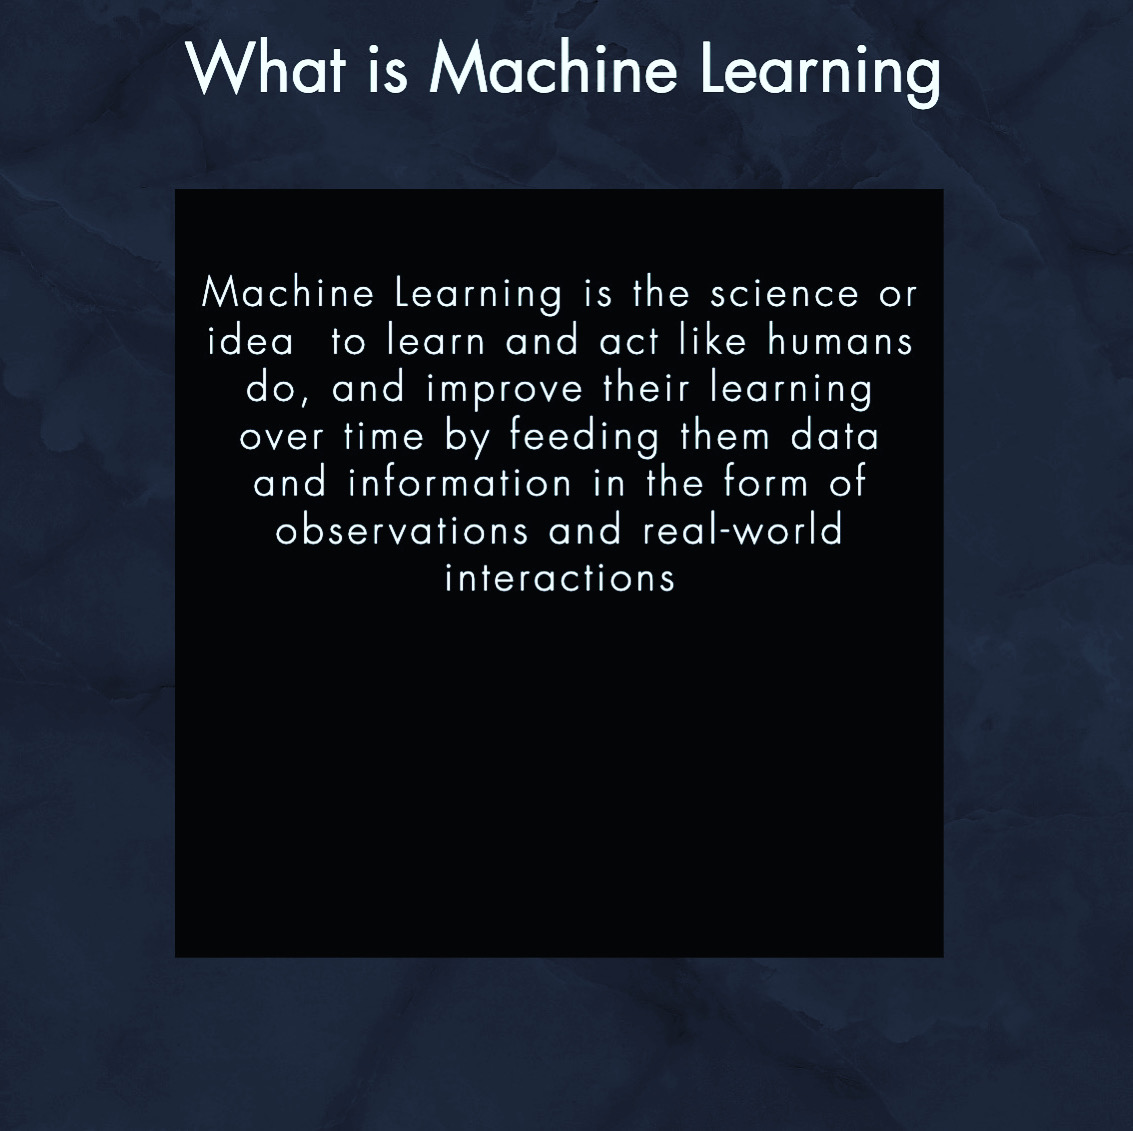 What is Machine Learning
Machine Learning is the science or
idea  to learn and act like humans
do, and improve their learning
over time by feeding them data
and information in the form of
observations and real-world
interactions